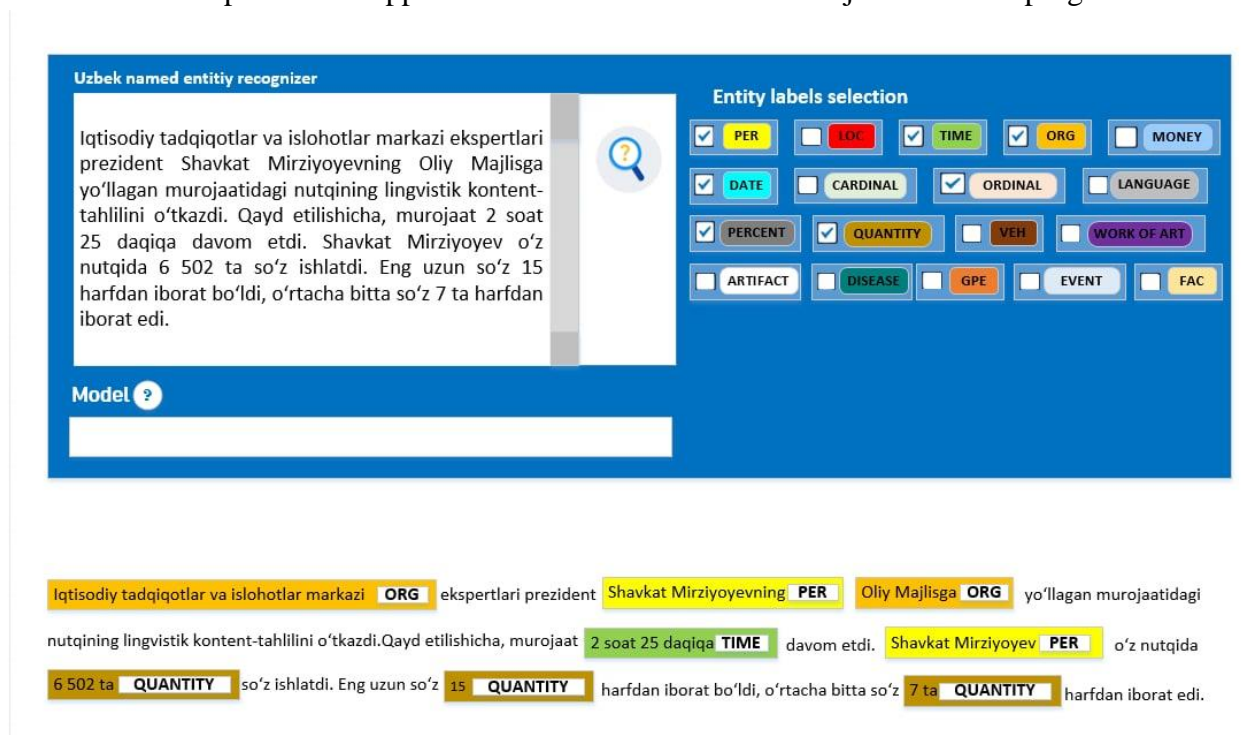 Uzbek named entitiy recognizer
Iqtisodiy tadqiqotlar va islohotlar markazi ekspertlari
prezident Shavkat Mirziyoyevning Oliy Majlisga
yo‘llagan murojaatidagi nutqining lingvistik kontent-
tahlilini o‘tkazdi. Qayd etilishicha, murojaat 2 soat
25 daqiqa davom etdi. Shavkat Mirziyoyev o‘z
nutqida 6 502 ta so‘z ishlatdi. Eng uzun so‘z 15
harfdan iborat bo‘ldi, o‘rtacha bitta so‘z 7 ta harfdan
iborat edi.
Model ?
Entity labels selection
PER LOC TIME ORG MONEY
DATE CARDINAL ORDINAL LANGUAGE
PERCENT QUANTITY VEH WORK OF ART
ARTIFACT DISEASE GPE EVENT FAC
Iqtisodiy tadqiqotlar va islohotlar markazi ORG ekspertlari prezident Shavkat Mirziyoyevning PER Oliy Majlisga ORG yo‘llagan murojaatidagi
nutqining lingvistik kontent-tahlilini o‘tkazdi.Qayd etilishicha, murojaat 2 soat 25 daqiqa TIME davom etdi. Shavkat Mirziyoyev PER o‘z nutqida
6 502 ta QUANTITY so‘z ishlatdi. Eng uzun so‘z 15 QUANTITY harfdan iborat bo‘ldi, o‘rtacha bitta so‘z 7 ta QUANTITY harfdan iborat edi.